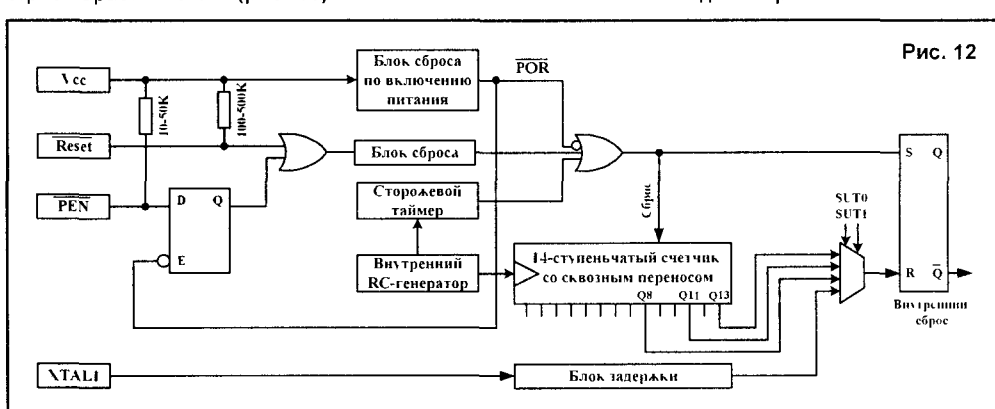 Рис. 12
Vcc
10-50K
100-500K
Блок сброса
по включению
питания
POR
Reset
Блок сброса
PEN
D Q
E
Сторожевой
таймер
Внутренний
RC-генератор
Сброс
14-ступенчатый счетчик
со сквозным переносом
Q8 Q11 Q13
SUT0
SUT1
S Q
R Q
Внутренний
сброс
XTAL1
Блок задержки